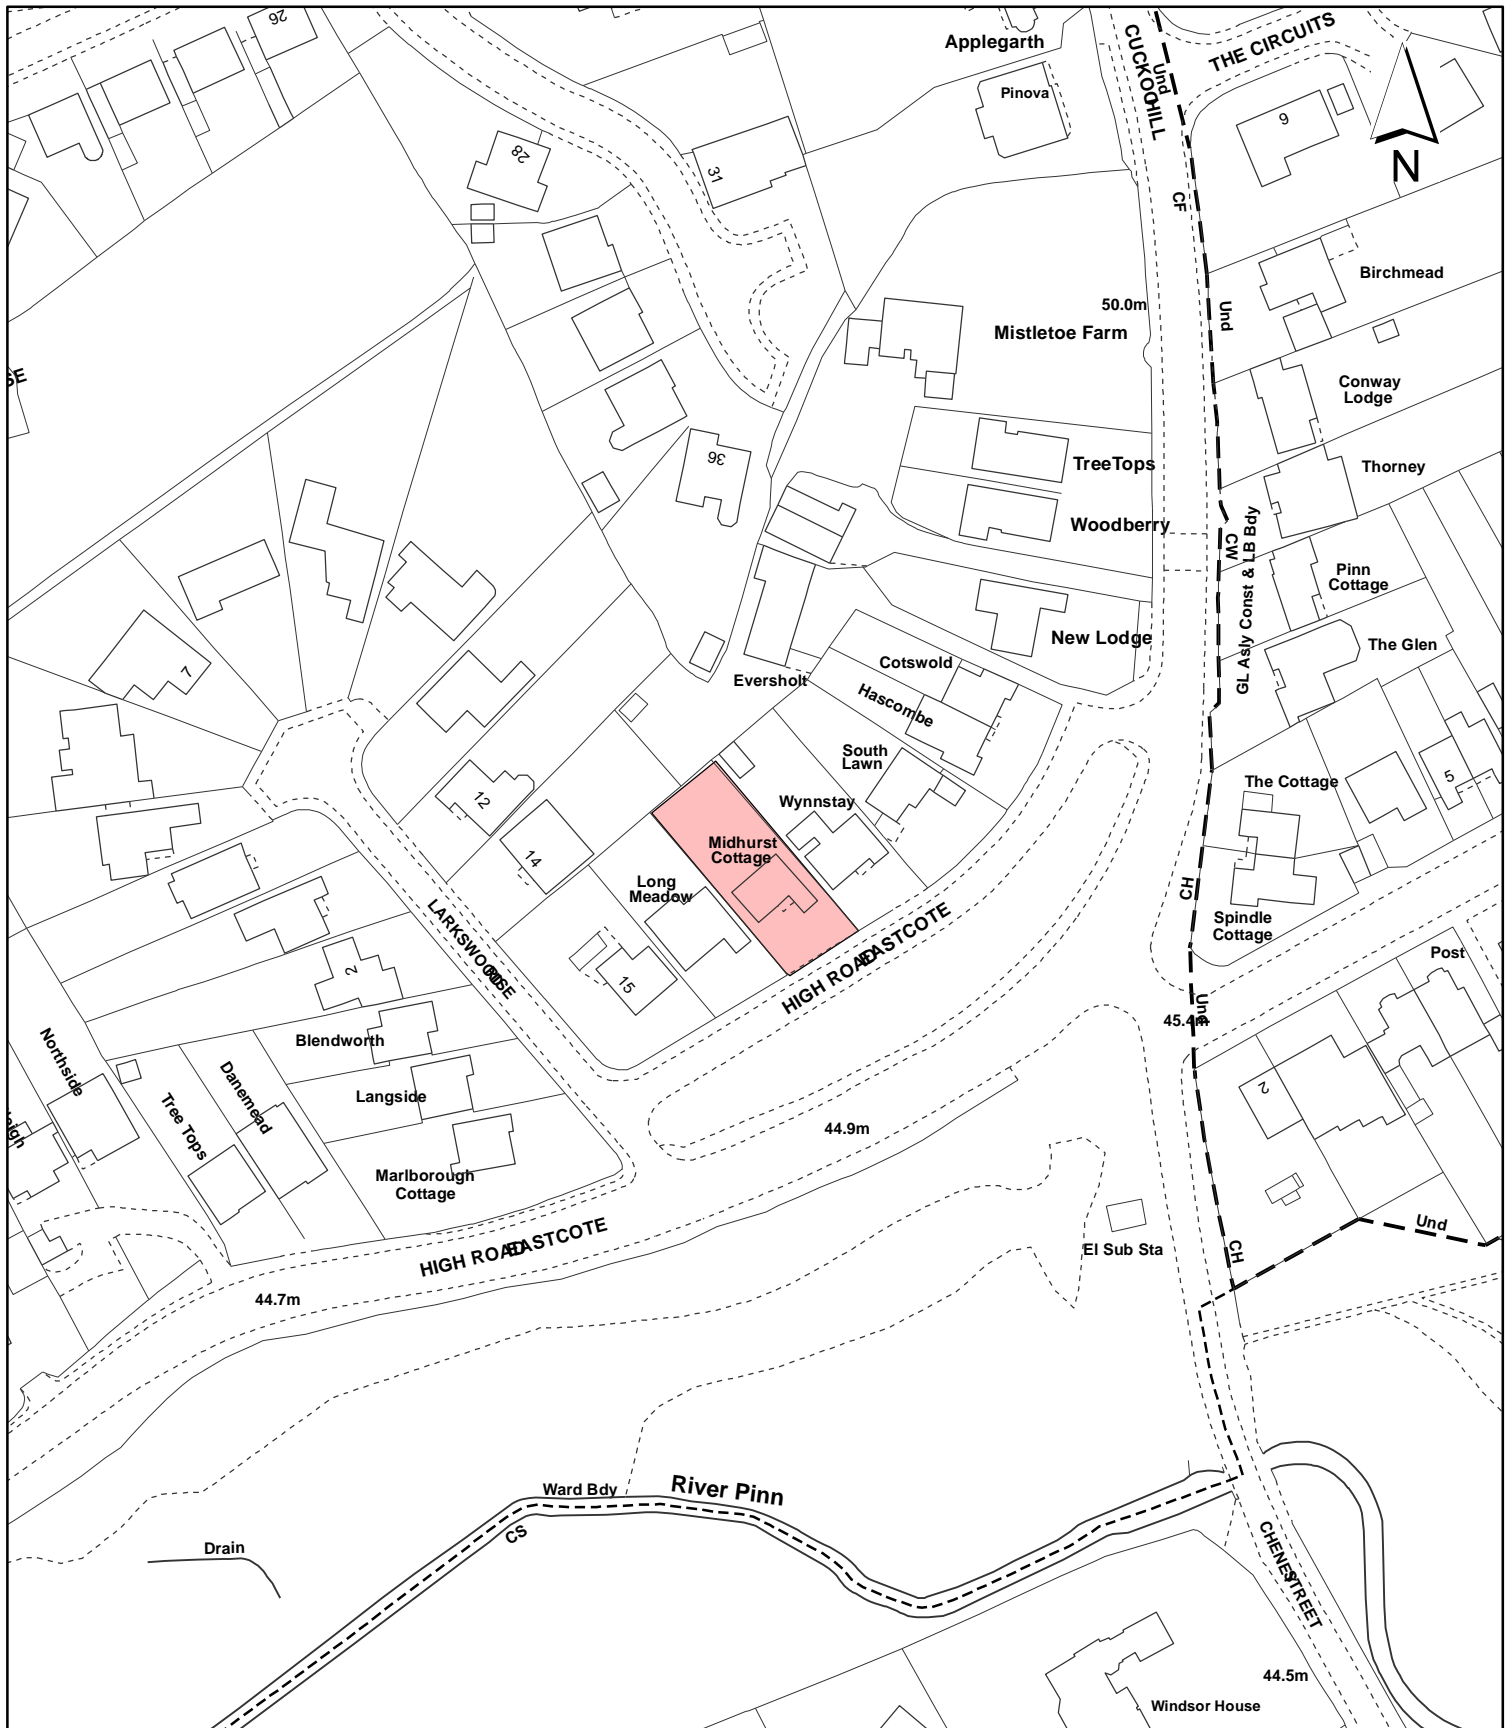 26
Applegarth
THE CIRCUITS
CUCKOO HILL
Und
Pinova
6
N
28
31
CF
Birchmead
50.0m
Und
Mistletoe Farm
Conway
Lodge
36
TreeTops
Thorney
Woodberry
CW
GL Asly Const & LB Bdy
Pinn
Cottage
New Lodge
The Glen
7
Eversholt
Cotswold
Hascombe
South
Lawn
The Cottage
5
12
Wynnstay
14
Midhurst
Cottage
Long
Meadow
CH
LARKSWOOD RISE
HIGH ROAD EASTCOTE
Spindle
Cottage
Post
2
15
Und
45.4m
Blendworth
Northside
Danemead
Tree Tops
Langside
2
44.9m
Marlborough
Cottage
HIGH ROAD EASTCOTE
El Sub Sta
CH
Und
44.7m
Ward Bdy
River Pinn
CS
Drain
STREET
44.5m
Windsor House